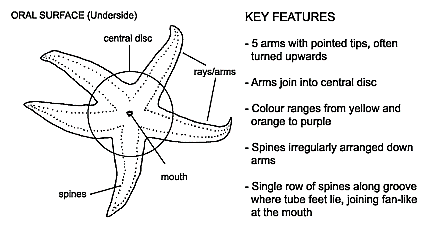 ORAL SURFACE (Underside)
central disc
rays/arms
mouth
spines
KEY FEATURES
- 5 arms with pointed tips, often
turned upwards
- Arms join into central disc
- Colour ranges from yellow and
orange to purple
- Spines irregularly arranged down
arms
- Single row of spines along groove
where tube feet lie, joining fan-like
at the mouth